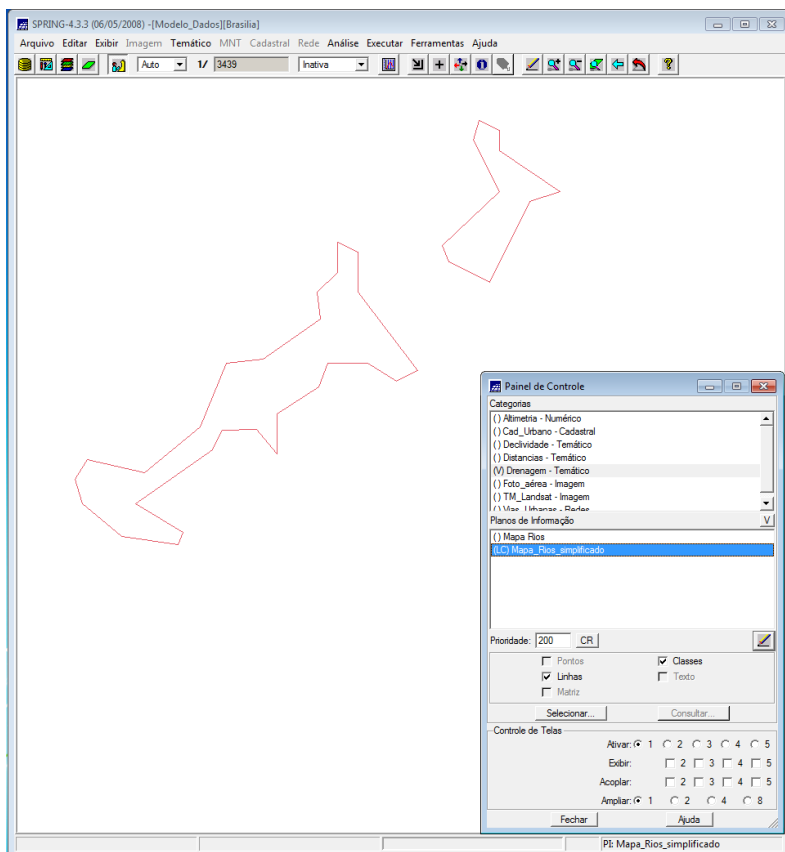 SPRING-4.3.3 (06/05/2008) -[Modelo_Dados][Brasilia]
Arquivo Editar Exibir Imagem Temático MNT Cadastral Rede Análise Executar Ferramentas Ajuda
Auto 1/ 3439 Inativa
Painel de Controle
Categorias
( ) Altimetria - Numérico
( ) Cad_Urbano - Cadastral
( ) Declividade - Temático
( ) Distancias - Temático
(V) Drenagem - Temático
( ) Foto_aérea - Imagem
( ) TM_Landsat - Imagem
( ) Vias_Urbanas - Redes
Planos de Informação V
( ) Mapa Rios
(LC) Mapa_Rios_simplificado
Prioridade: 200 CR
Pontos Classes
Linhas Texto
Matriz
Selecionar... Consultar...
Controle de Telas
Ativar: 1 2 3 4 5
Exibir: 2 3 4 5
Acoplar: 2 3 4 5
Ampliar: 1 2 4 8
Fechar Ajuda
PI: Mapa_Rios_simplificado